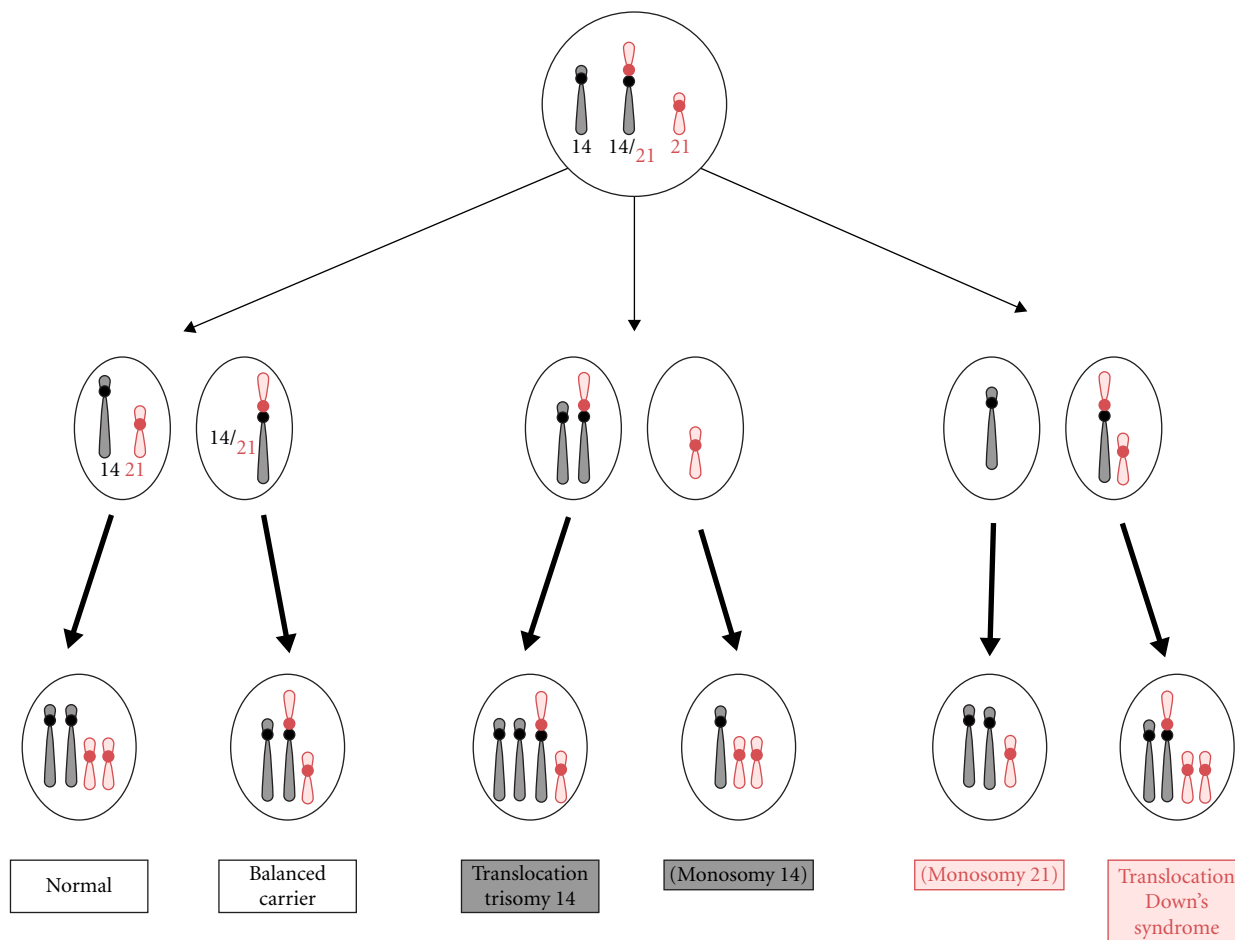 14 14/21 21
14 21
14/21
Normal
Balanced
carrier
Translocation
trisomy 14
(Monosomy 14)
(Monosomy 21)
Translocation
Down's
syndrome